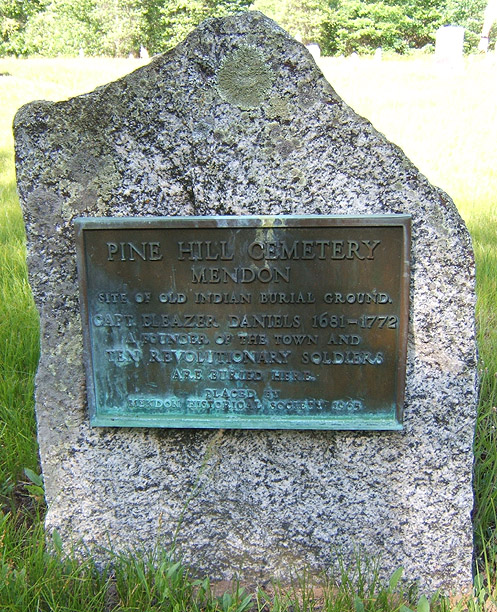 PINE HILL CEMETERY
MENDON
SITE OF OLD INDIAN BURIAL GROUND.
CAPT. ELEAZER DANIELS 1681-1772
A FOUNDER OF THE TOWN AND
TEN REVOLUTIONARY SOLDIERS
ARE BURIED HERE.
PLACED BY
MENDON HISTORICAL SOCIETY